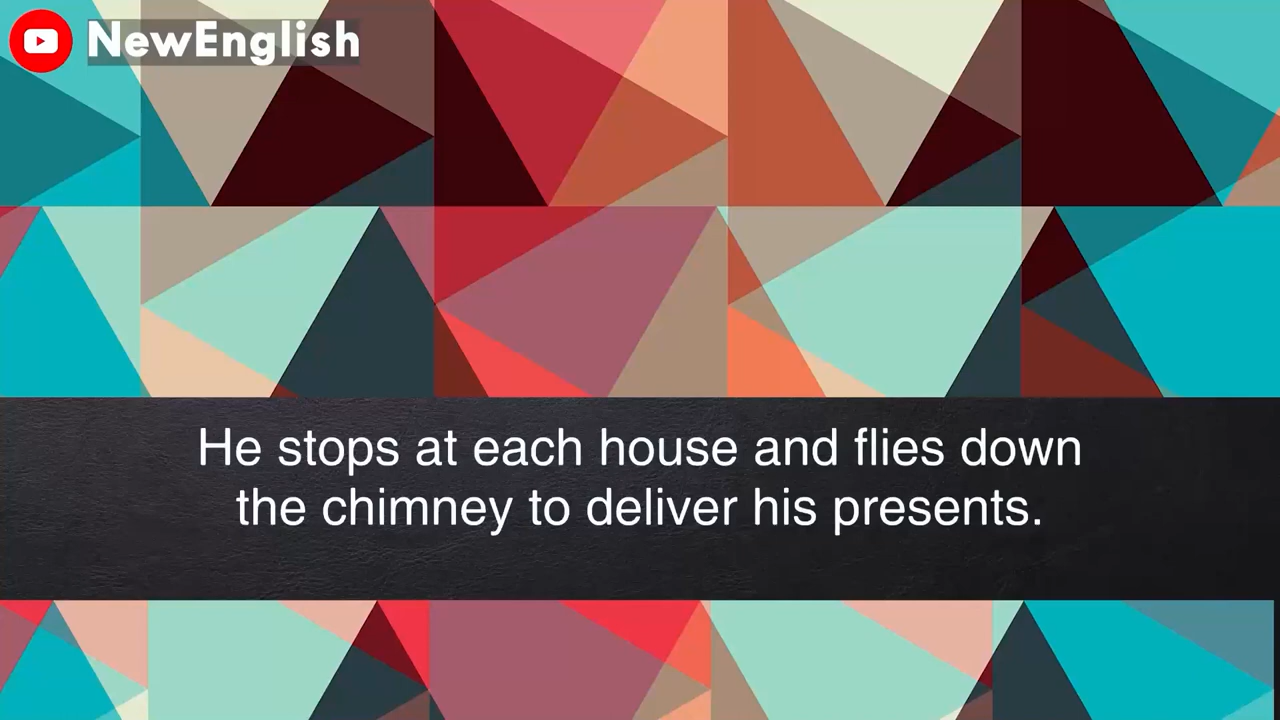 NewEnglish
He stops at each house and flies down
the chimney to deliver his presents.